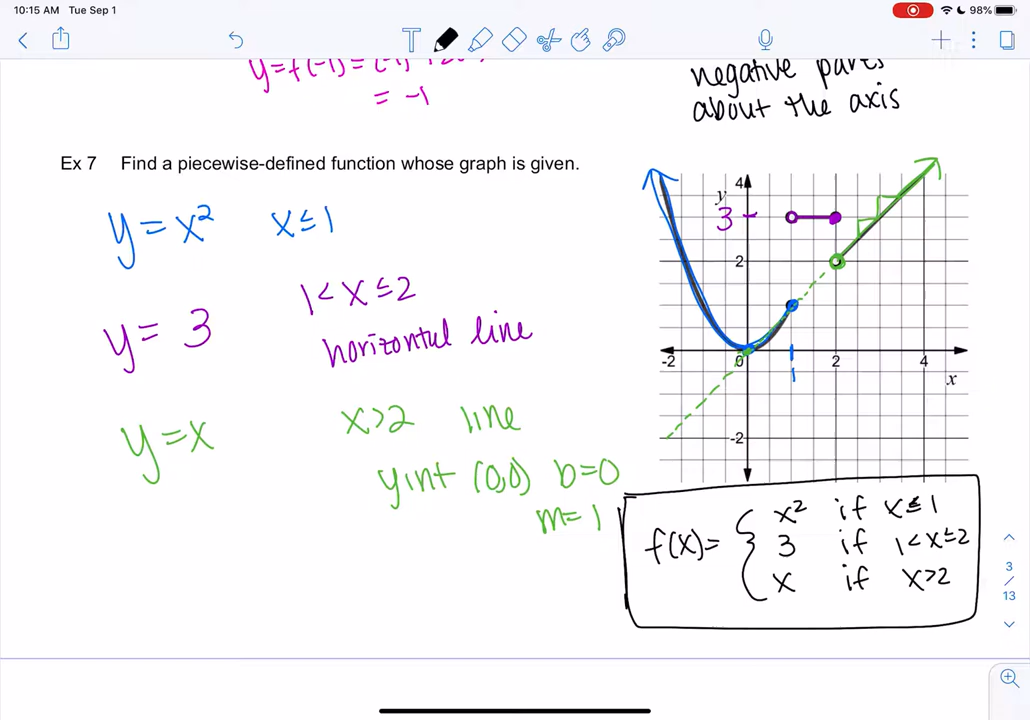 10:15 AM Tue Sep 1
98%
T
y=f(-1)=(-1)
= -1
negative parts
about the axis
Ex 7 Find a piecewise-defined function whose graph is given.
y = x² x≤1
1< x ≤2
y = 3 horizontal line
y=x x>2 line
yint (0,0) b=0
m= 1
y
4
3
2
-2 0 1 2 4
x
-2
f(x)= { x² if x≤1
3 if 1<x≤2
x if x>2
3
/
13